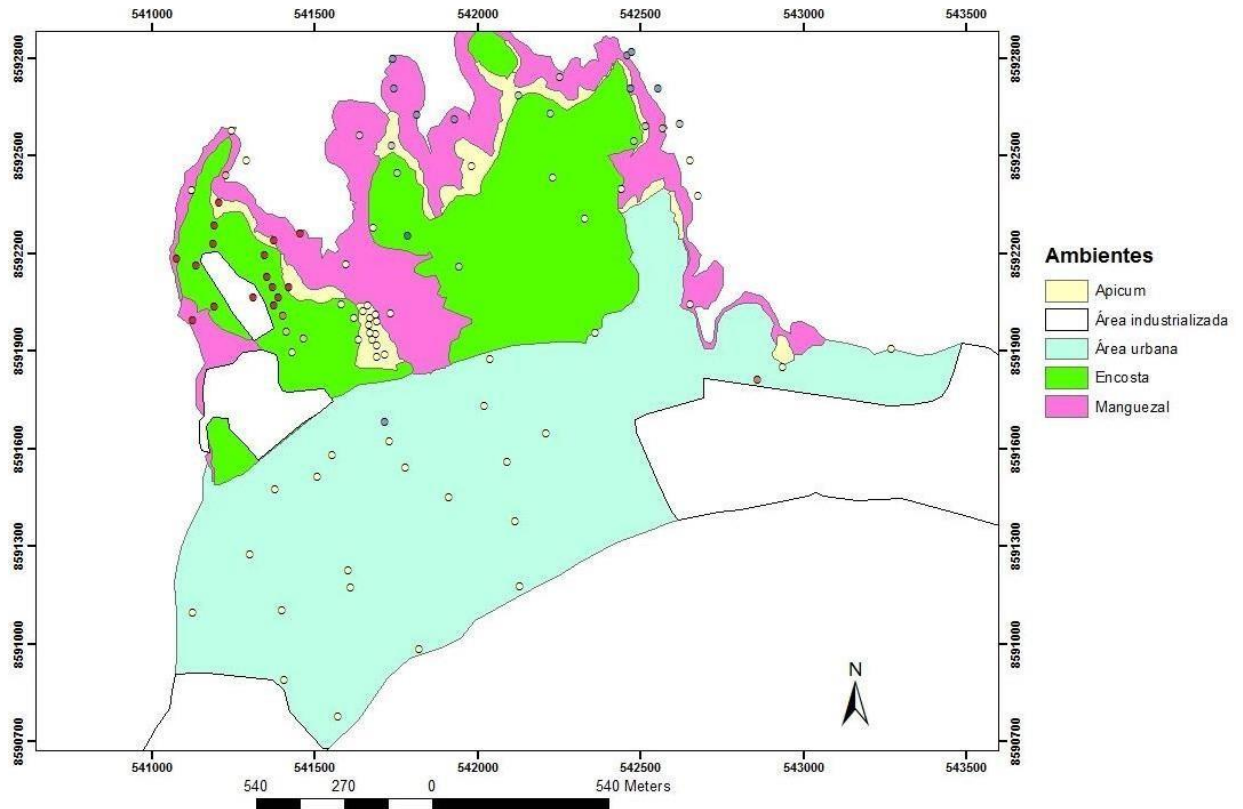 541000 541500 542000 542500 543000 543500
8592800 8592800
8592500 8592500
8592200 8592200
8591900 8591900
8591600 8591600
8591300 8591300
8591000 8591000
8590700 8590700
Ambientes
Apicum
Área industrializada
Área urbana
Encosta
Manguezal
N
541000 541500 542000 542500 543000 543500
540 270 0 540 Meters